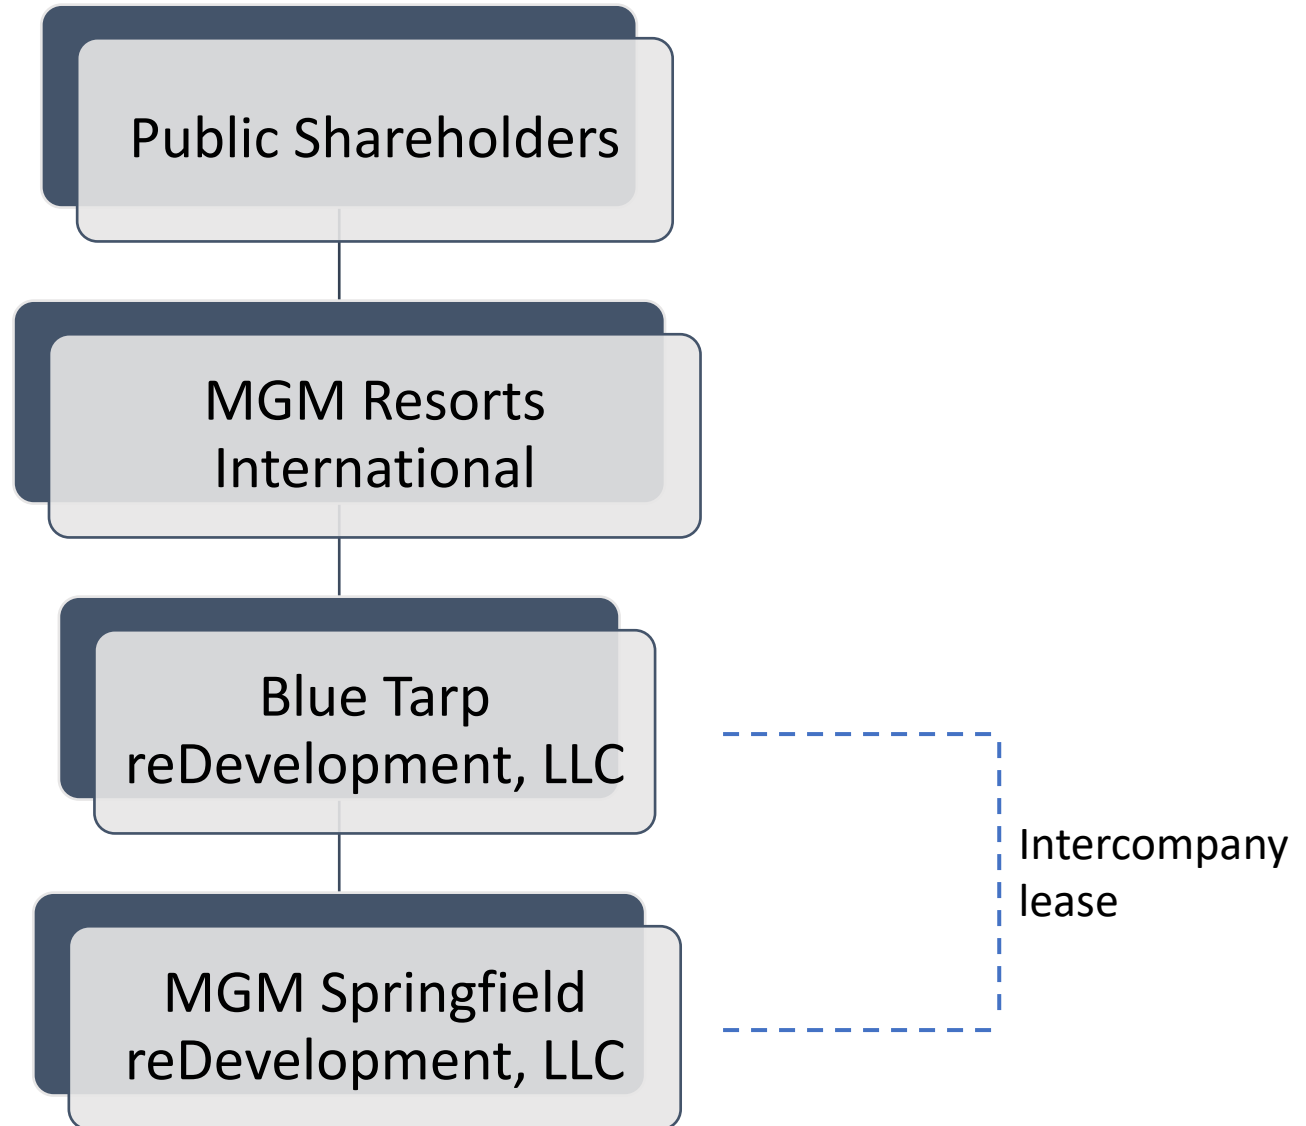 Public Shareholders
MGM Resorts
International
Blue Tarp
reDevelopment, LLC
Intercompany
lease
MGM Springfield
reDevelopment, LLC